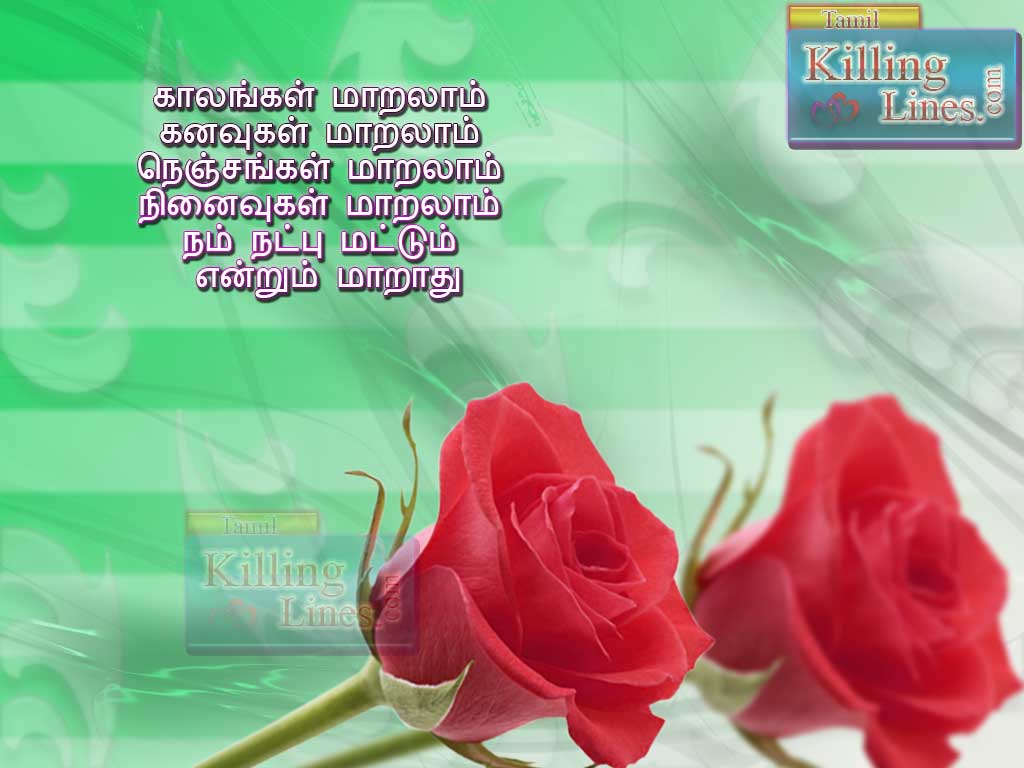 காலங்கள் மாறலாம்
கனவுகள் மாறலாம்
நெஞ்சங்கள் மாறலாம்
நினைவுகள் மாறலாம்
நம் நட்பு மட்டும்
என்றும் மாறாது
Tamil
Killing
Lines.com
Tamil
Killing
Lines.com